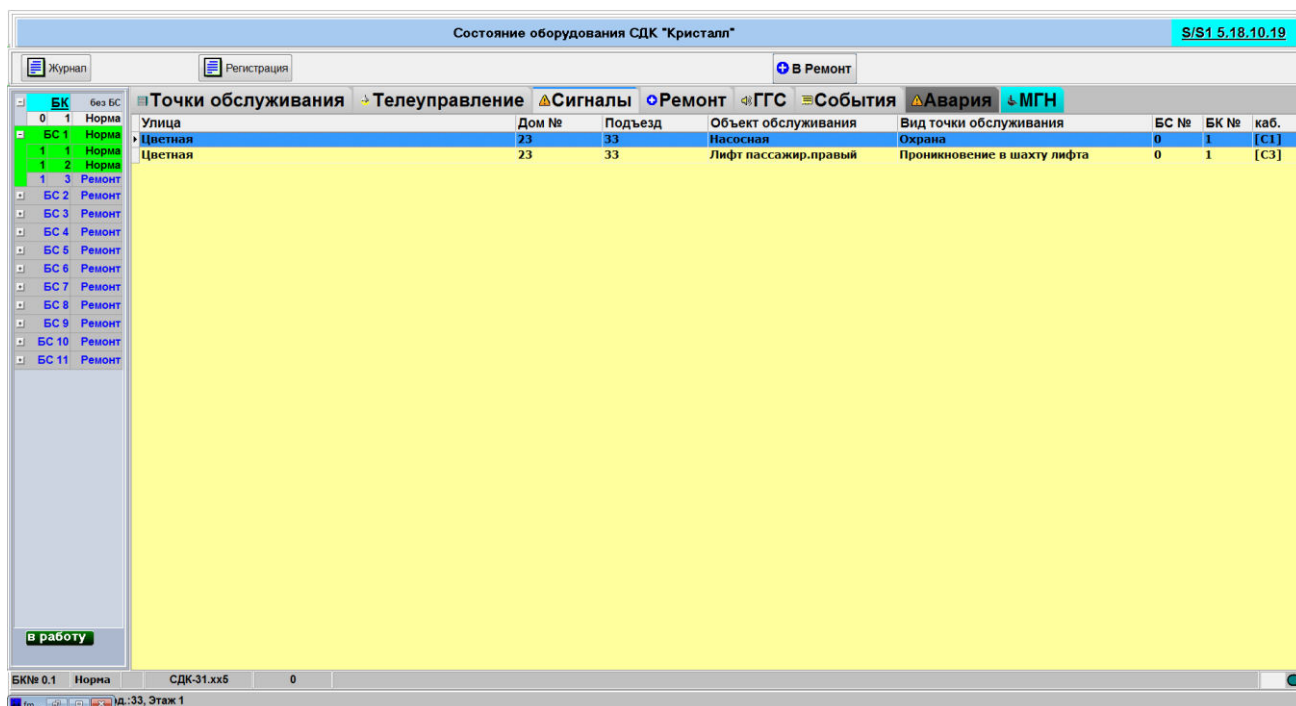 Состояние оборудования СДК "Кристалл" S/S1 5.18.10.19
Журнал Регистрация В Ремонт
БК без БС Точки обслуживания Телеуправление Сигналы Ремонт ГГС События Авария МГН
0 1 Норма Улица Дом № Подъезд Объект обслуживания Вид точки обслуживания БС № БК № каб.
БС 1 Норма Цветная 23 33 Насосная Охрана 0 1 [С1]
1 1 Норма Цветная 23 33 Лифт пассажир.правый Проникновение в шахту лифта 0 1 [С3]
1 2 Норма
1 3 Ремонт
БС 2 Ремонт
БС 3 Ремонт
БС 4 Ремонт
БС 5 Ремонт
БС 6 Ремонт
БС 7 Ремонт
БС 8 Ремонт
БС 9 Ремонт
БС 10 Ремонт
БС 11 Ремонт
в работу
БК№ 0.1 Норма СДК-31.хх5 0
д.:33, Этаж 1